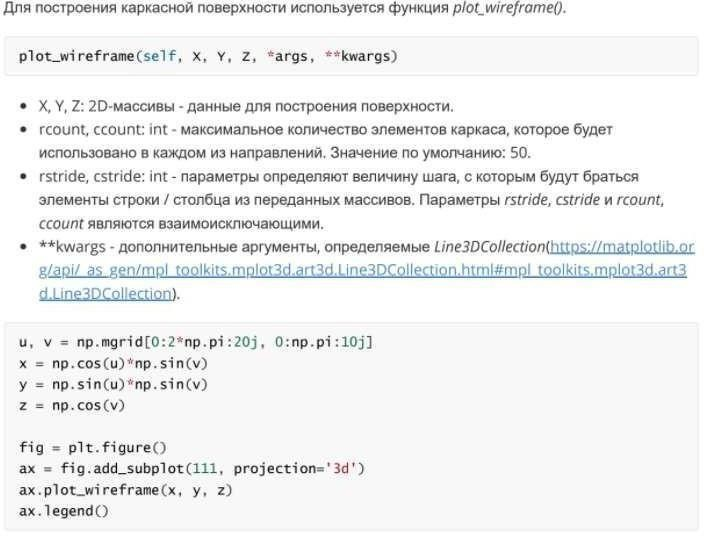 Для построения каркасной поверхности используется функция plot_wireframe().
plot_wireframe(self, X, Y, Z, *args, **kwargs)
• X, Y, Z: 2D-массивы - данные для построения поверхности.
• rcount, ccount: int - максимальное количество элементов каркаса, которое будет
использовано в каждом из направлений. Значение по умолчанию: 50.
• rstride, cstride: int - параметры определяют величину шага, с которым будут браться
элементы строки / столбца из переданных массивов. Параметры rstride, cstride и rcount,
ccount являются взаимоисключающими.
• **kwargs - дополнительные аргументы, определяемые Line3DCollection(https://matplotlib.or
g/api/_as_gen/mpl_toolkits.mplot3d.art3d.Line3DCollection.html#mpl_toolkits.mplot3d.art3
d.Line3DCollection).
u, v = np.mgrid[0:2*np.pi:20j, 0:np.pi:10j]
x = np.cos(u)*np.sin(v)
y = np.sin(u)*np.sin(v)
z = np.cos(v)
fig = plt.figure()
ax = fig.add_subplot(111, projection='3d')
ax.plot_wireframe(x, y, z)
ax.legend()